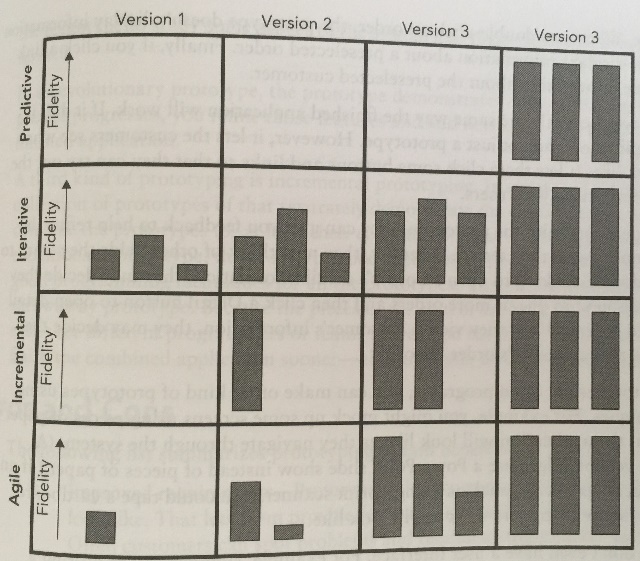 Version 1
Version 2
Version 3
Version 3
Predictive
Fidelity
Iterative
Fidelity
Incremental
Fidelity
Agile
Fidelity